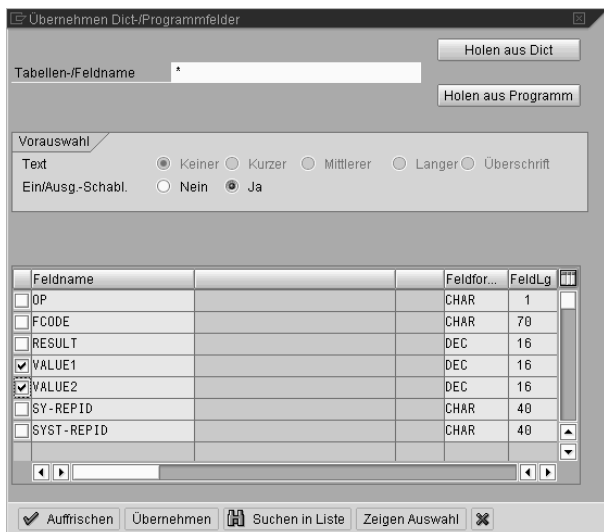 Übernehmen Dict-/Programmfelder
Holen aus Dict
Tabellen-/Feldname *
Holen aus Programm
Vorauswahl
Text Keiner Kurzer Mittlerer Langer Überschrift
Ein/Ausg.-Schabl. Nein Ja
Feldname Feldfor... FeldLg
OP CHAR 1
FCODE CHAR 70
RESULT DEC 16
VALUE1 DEC 16
VALUE2 DEC 16
SY-REPID CHAR 40
SYST-REPID CHAR 40
Auffrischen Übernehmen Suchen in Liste Zeigen Auswahl